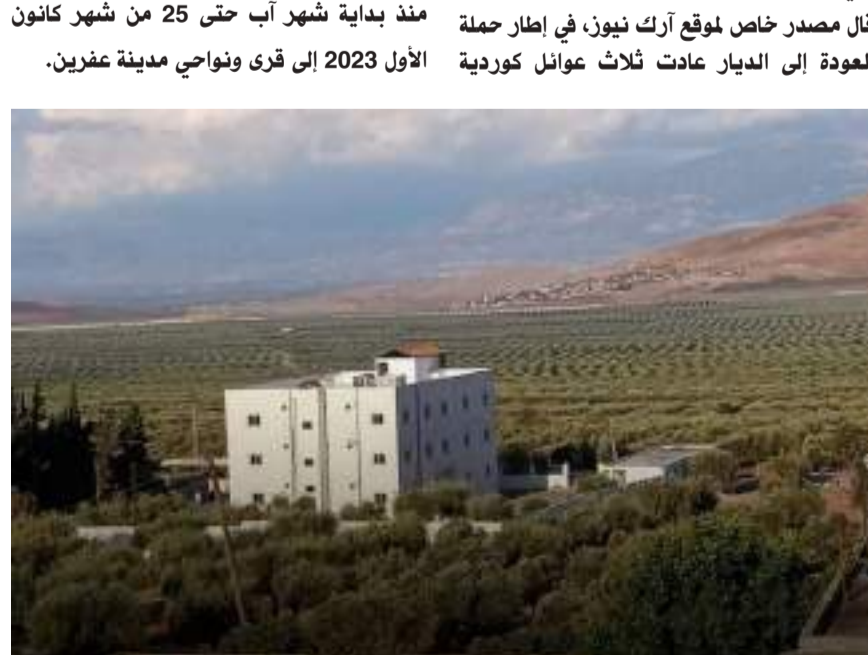 قال مصدر خاص لموقع آرك نيوز، في إطار حملة
لعودة إلى الديار عادت ثلاث عوائل كوردية
منذ بداية شهر آب حتى 25 من شهر كانون
الأول 2023 إلى قرى ونواحي مدينة عفرين.